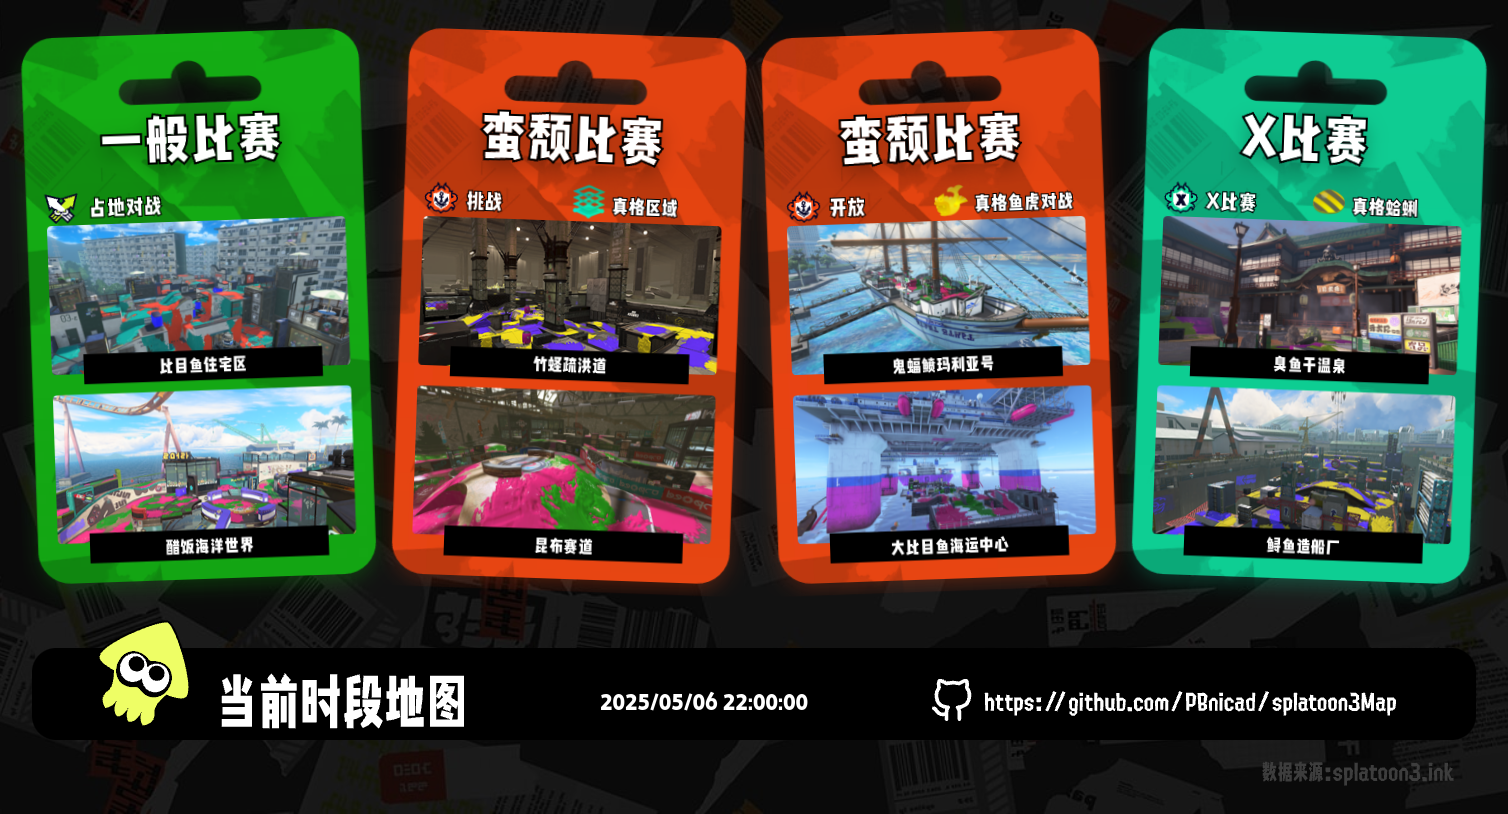 一般比赛
占地对战
比目鱼住宅区
醋饭海洋世界
蛮颓比赛
挑战
真格区域
竹蛏疏洪道
昆布赛道
蛮颓比赛
开放
真格鱼虎对战
鬼蝠鲼玛利亚号
大比目鱼海运中心
X比赛
X比赛
真格蛤蜊
臭鱼干温泉
鲟鱼造船厂
当前时段地图
2025/05/06 22:00:00
https://github.com/PBnicad/splatoon3Map
数据来源:splatoon3.ink